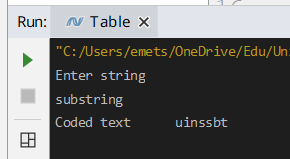 Run: Table ×
"C:/Users/emets/OneDrive/Edu/Un
Enter string
substring
Coded text uinssbt